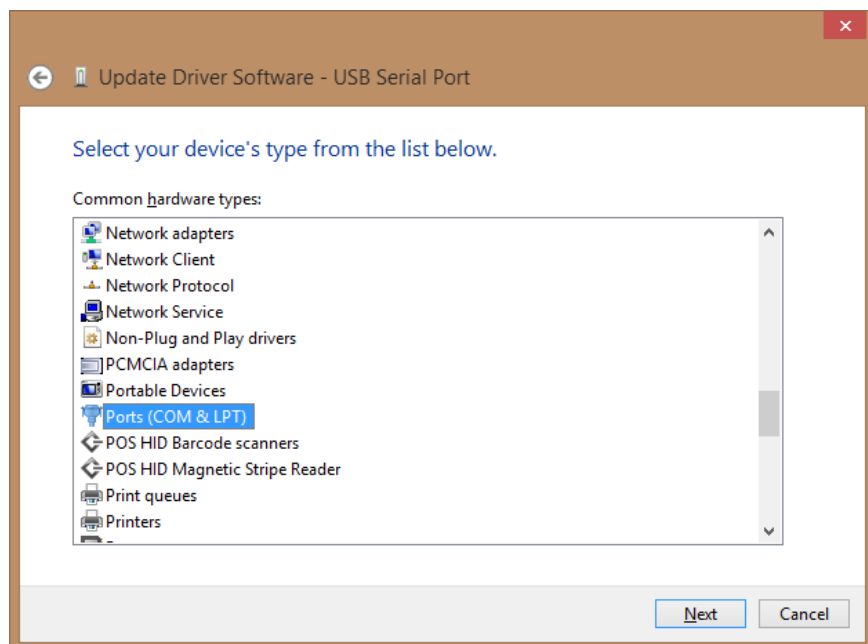 Update Driver Software - USB Serial Port
Select your device's type from the list below.
Common hardware types:
Network adapters
Network Client
Network Protocol
Network Service
Non-Plug and Play drivers
PCMCIA adapters
Portable Devices
Ports (COM & LPT)
POS HID Barcode scanners
POS HID Magnetic Stripe Reader
Print queues
Printers
Next
Cancel